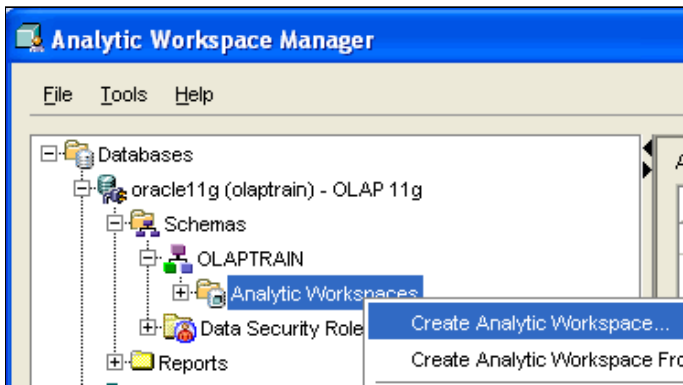 Analytic Workspace Manager
File Tools Help
Databases
oracle11g (olaptrain) - OLAP 11g
Schemas
OLAPTRAIN
Analytic Workspaces
Create Analytic Workspace...
Data Security Role
Create Analytic Workspace Fro
Reports